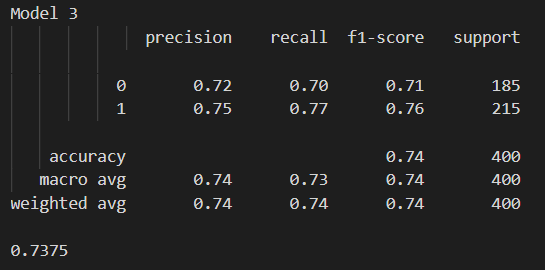 Model 3
precision recall f1-score support
0 0.72 0.70 0.71 185
1 0.75 0.77 0.76 215
accuracy 0.74 400
macro avg 0.74 0.73 0.74 400
weighted avg 0.74 0.74 0.74 400
0.7375